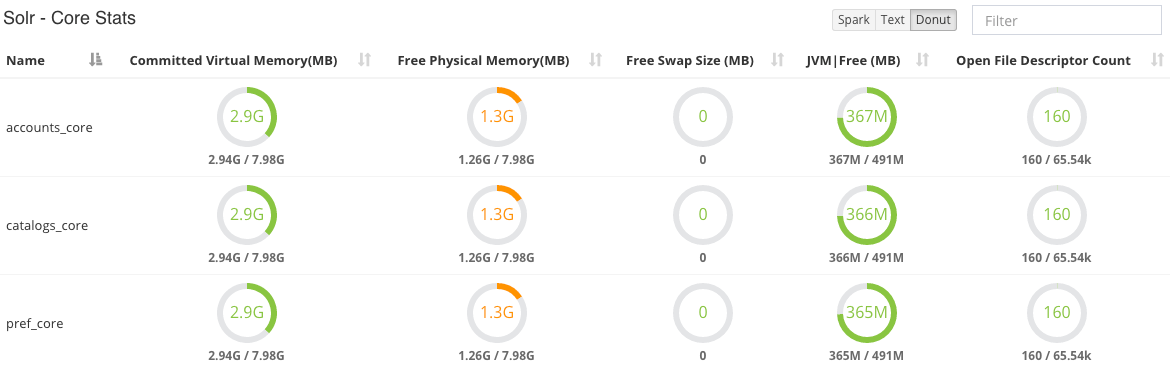 Solr - Core Stats
Spark Text Donut Filter
Name Committed Virtual Memory(MB) Free Physical Memory(MB) Free Swap Size (MB) JVM|Free (MB) Open File Descriptor Count
accounts_core 2.9G 1.3G 0 367M 160
2.94G / 7.98G 1.26G / 7.98G 0 367M / 491M 160 / 65.54k
catalogs_core 2.9G 1.3G 0 366M 160
2.94G / 7.98G 1.26G / 7.98G 0 366M / 491M 160 / 65.54k
pref_core 2.9G 1.3G 0 365M 160
2.94G / 7.98G 1.26G / 7.98G 0 365M / 491M 160 / 65.54k